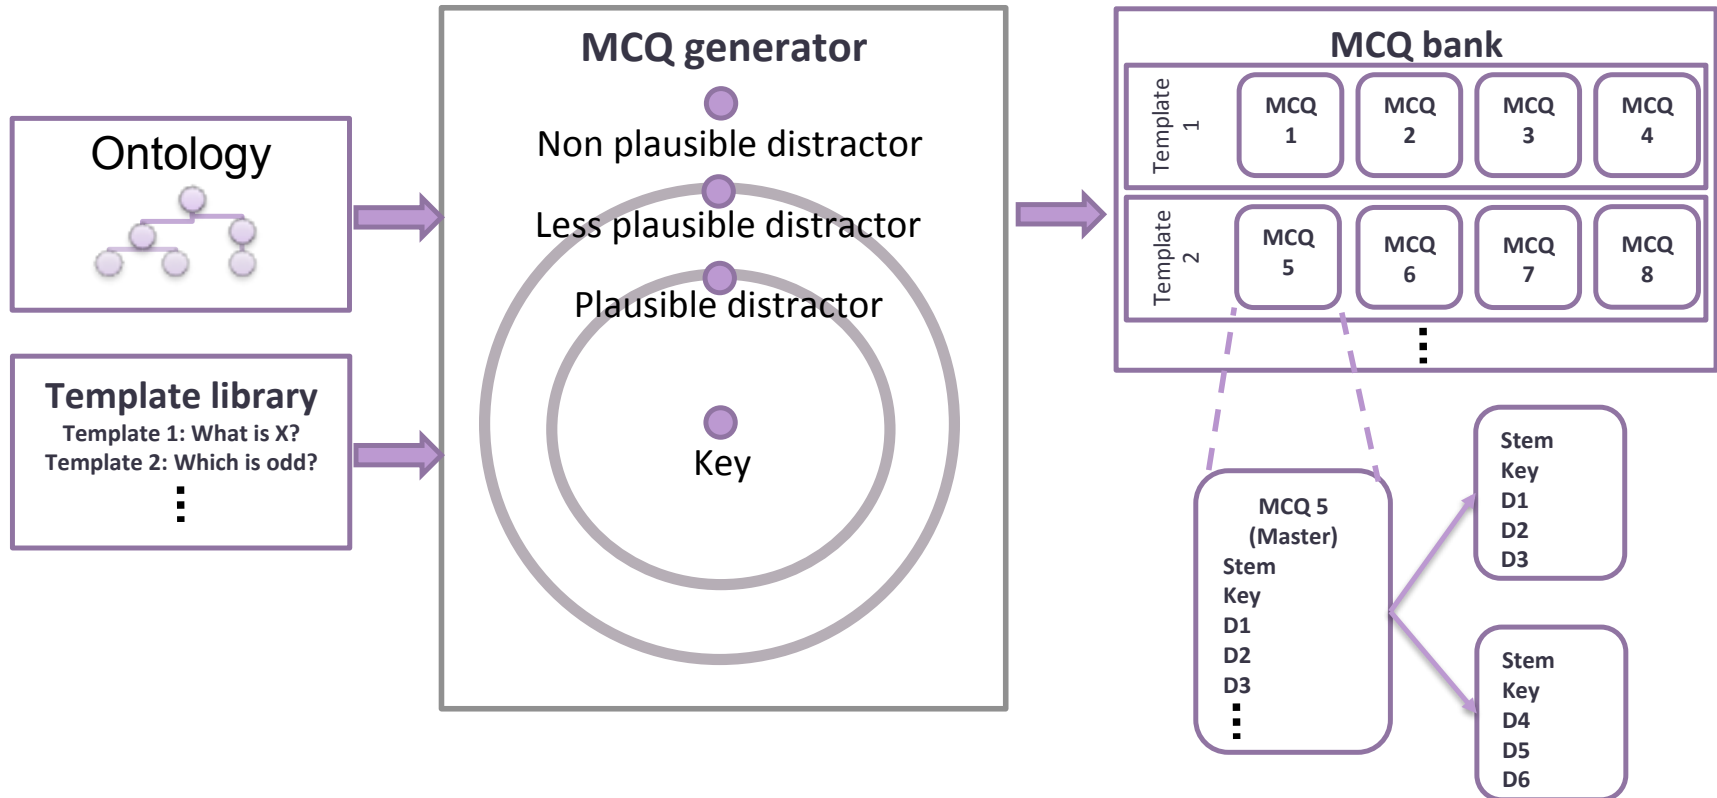 Ontology
Template library
Template 1: What is X?
Template 2: Which is odd?
MCQ generator
Non plausible distractor
Less plausible distractor
Plausible distractor
Key
MCQ bank
Template
1
MCQ
1
MCQ
2
MCQ
3
MCQ
4
Template
2
MCQ
5
MCQ
6
MCQ
7
MCQ
8
MCQ 5
(Master)
Stem
Key
D1
D2
D3
Stem
Key
D1
D2
D3
Stem
Key
D4
D5
D6